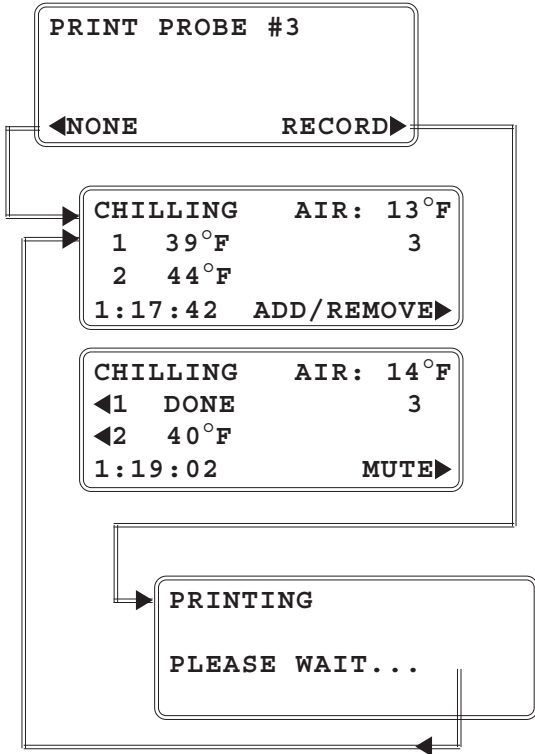 PRINT PROBE #3
◀NONE RECORD▶
CHILLING AIR: 13°F
1 39°F 3
2 44°F
1:17:42 ADD/REMOVE▶
CHILLING AIR: 14°F
◀1 DONE 3
◀2 40°F
1:19:02 MUTE▶
PRINTING
PLEASE WAIT...